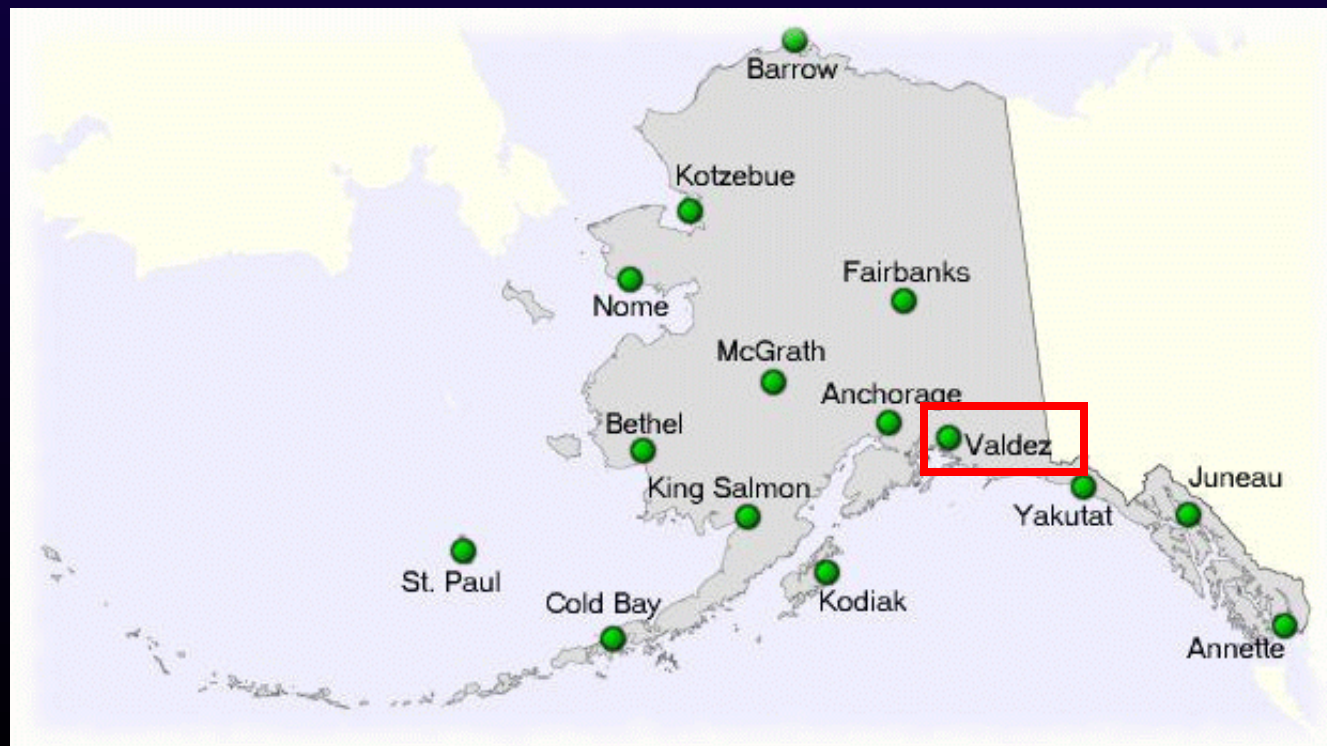 Barrow
Kotzebue
Fairbanks
Nome
McGrath
Anchorage
Bethel
Valdez
King Salmon
Juneau
Yakutat
St. Paul
Cold Bay
Kodiak
Annette